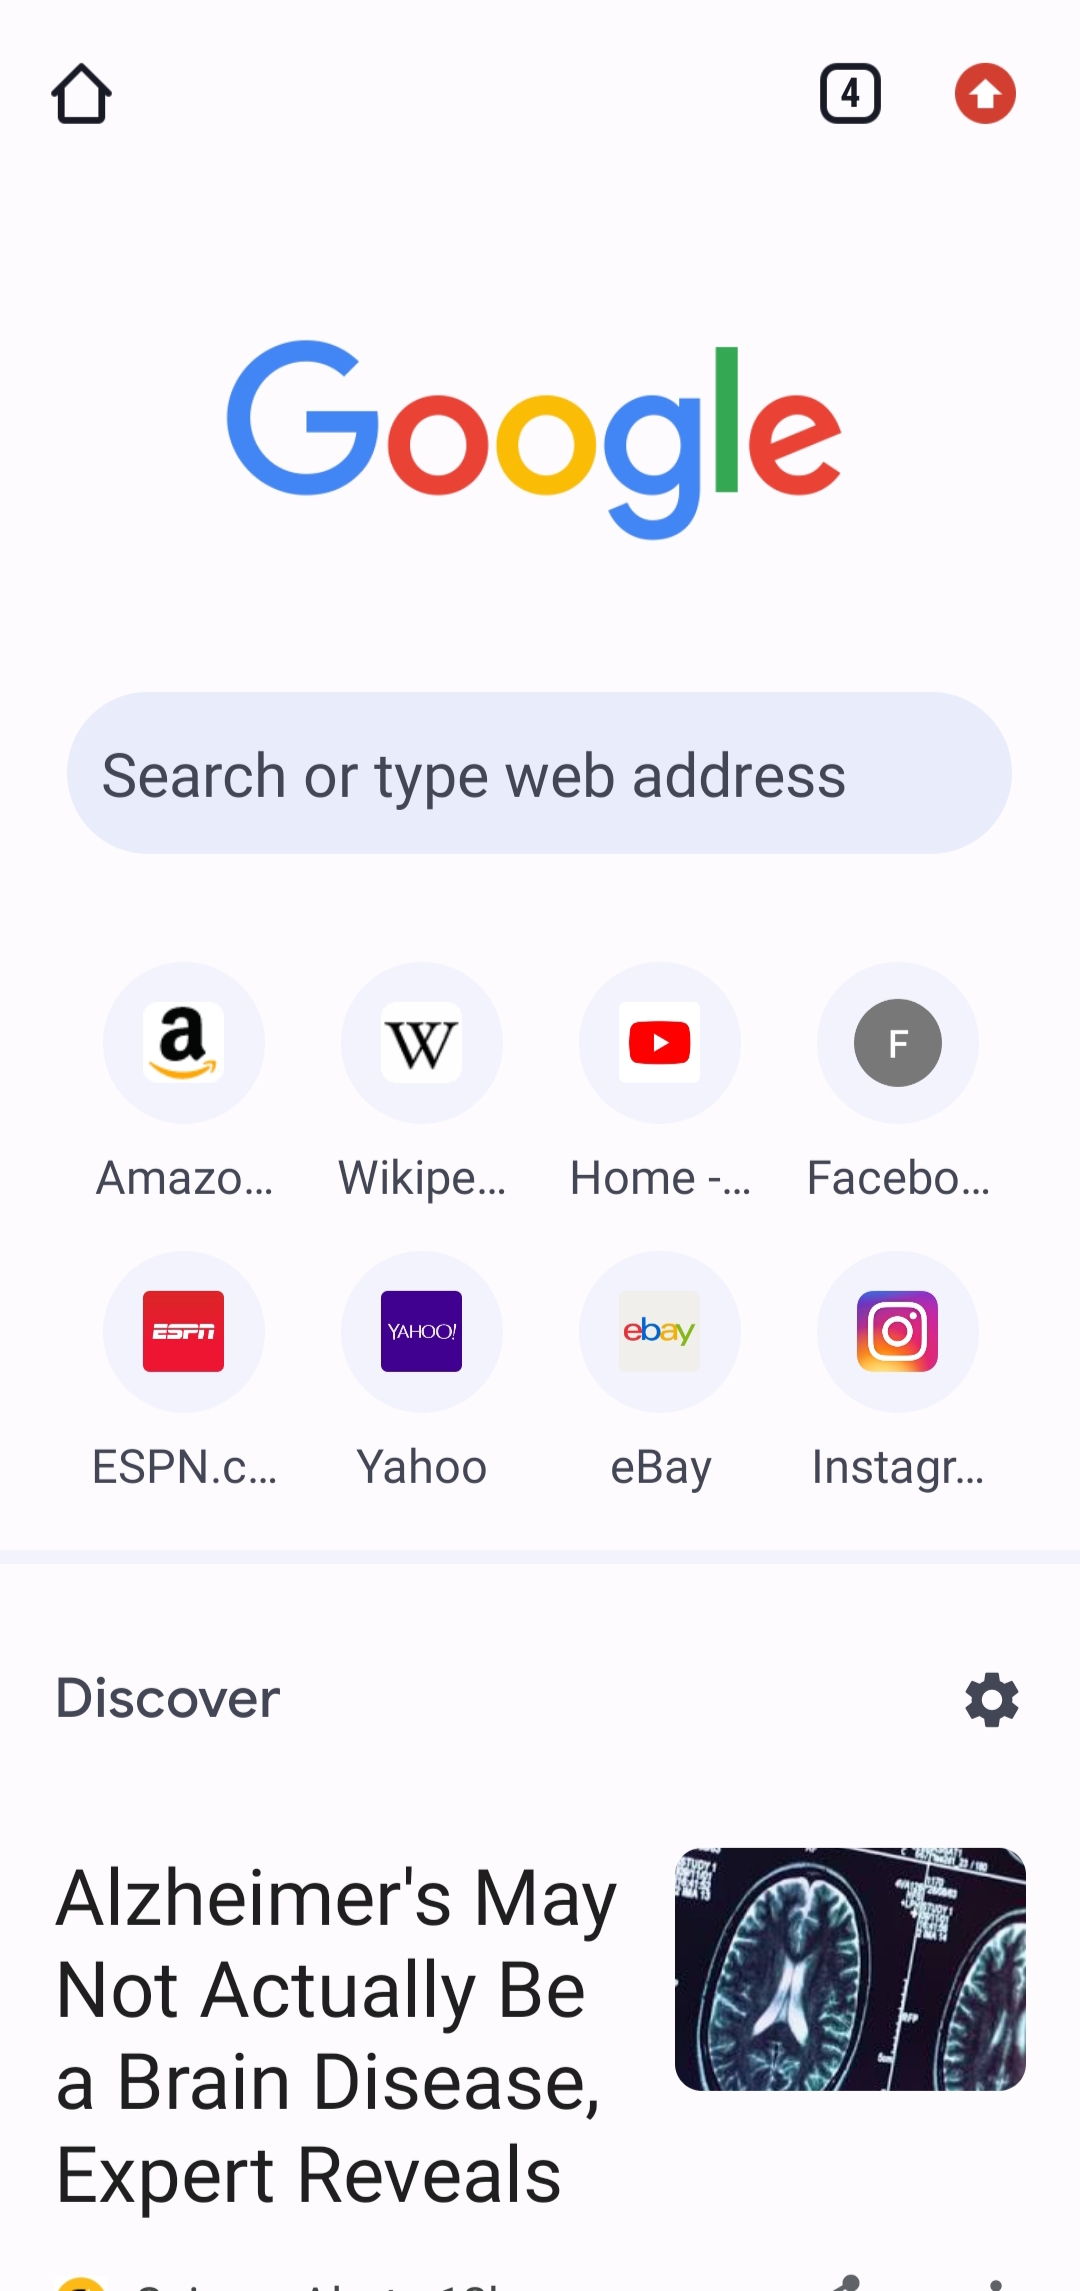 4
Google
Search or type web address
a
W
F
Amazo...
Wikipe...
Home -...
Facebo...
ESPN
YAHOO!
ebay
ESPN.c...
Yahoo
eBay
Instagr...
Discover
Alzheimer's May
Not Actually Be
a Brain Disease,
Expert Reveals